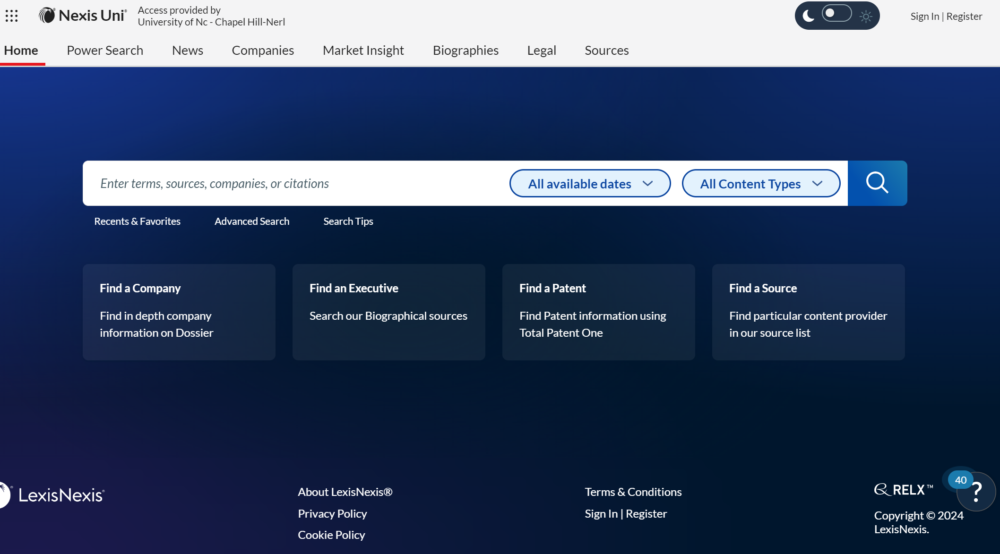 Nexis Uni®
Access provided by
University of Nc - Chapel Hill-Nerl
Sign In | Register
Home
Power Search
News
Companies
Market Insight
Biographies
Legal
Sources
Enter terms, sources, companies, or citations
All available dates
All Content Types
Recents & Favorites
Advanced Search
Search Tips
Find a Company
Find in depth company
information on Dossier
Find an Executive
Search our Biographical sources
Find a Patent
Find Patent information using
Total Patent One
Find a Source
Find particular content provider
in our source list
LexisNexis®
About LexisNexis®
Privacy Policy
Cookie Policy
Terms & Conditions
Sign In | Register
RELX™
40
?
Copyright © 2024
LexisNexis.